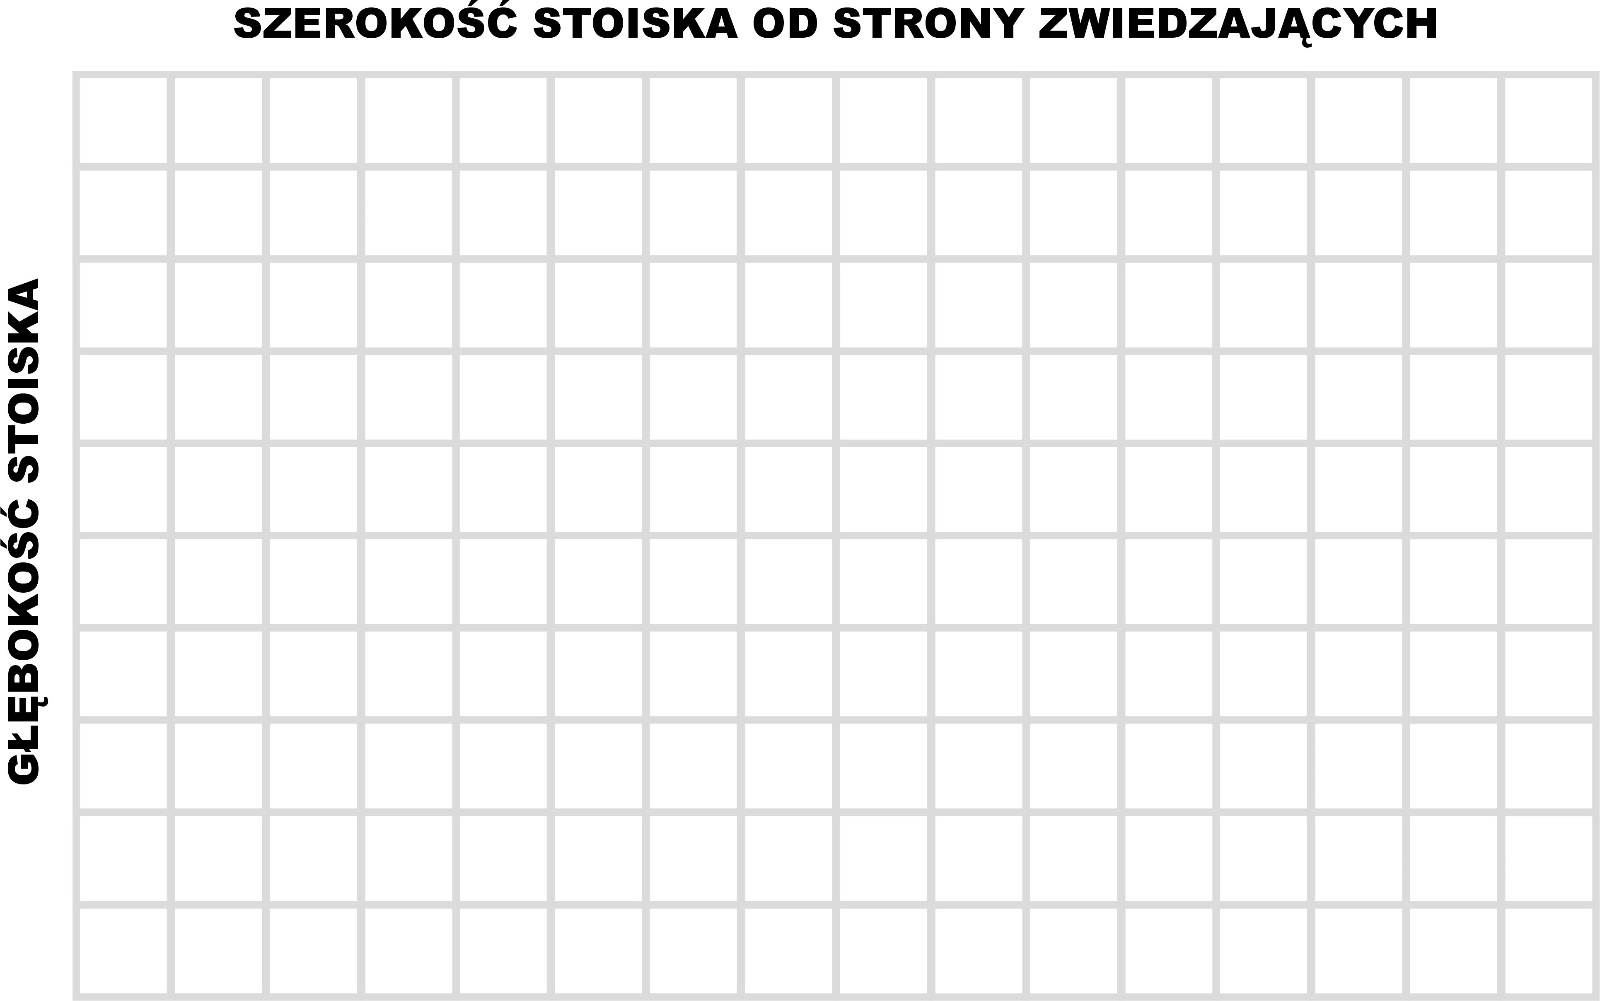 SZEROKOŚĆ STOISKA OD STRONY ZWIEDZAJĄCYCH
GŁĘBOKOŚĆ STOISKA